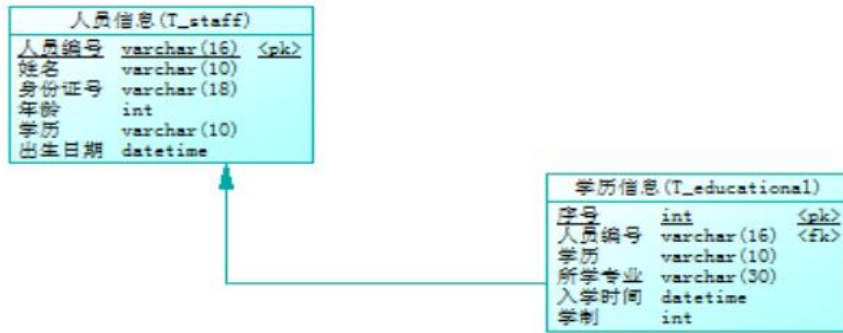 人员信息(T_staff)
人员编号 varchar(16) <pk>
姓名 varchar(10)
身份证号 varchar(18)
年龄 int
学历 varchar(10)
出生日期 datetime
学历信息(T_educational)
序号 int <pk>
人员编号 varchar(16) <fk>
学历 varchar(10)
所学专业 varchar(30)
入学时间 datetime
学制 int